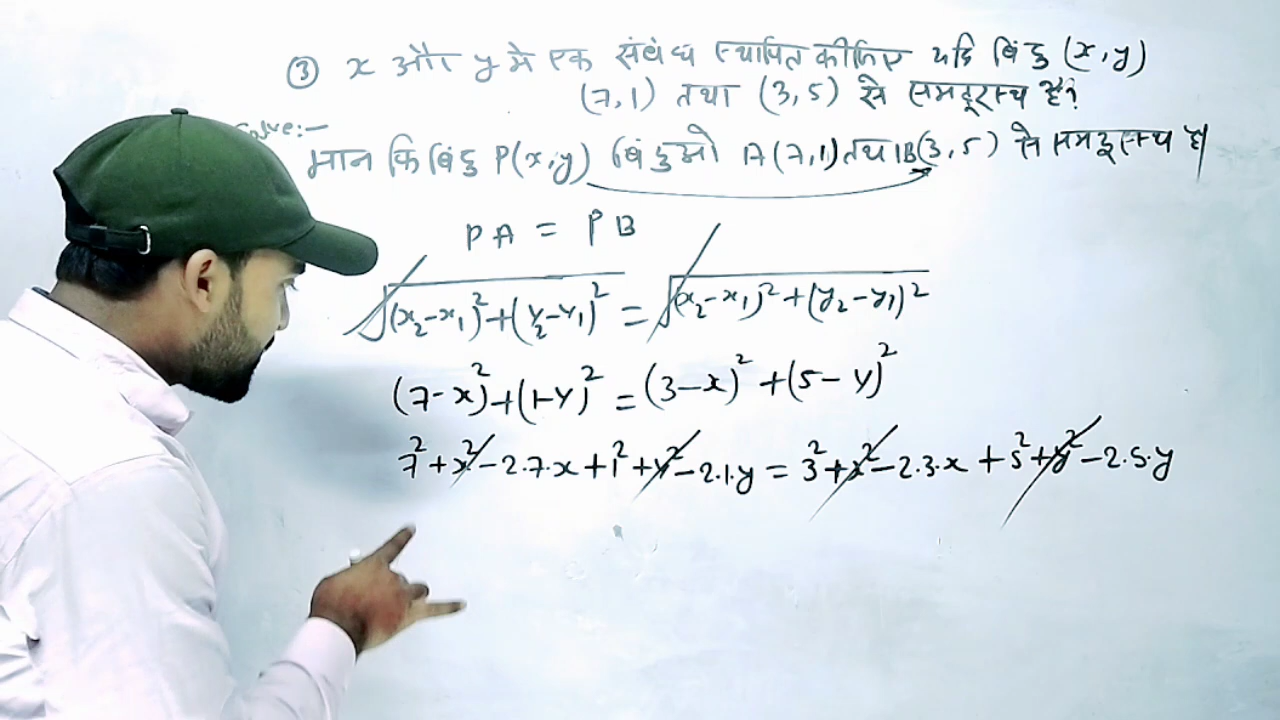 ③ x और y मे एक संबंध स्थापित कीजिए यदि बिंदु (x, y)
(7, 1) तथा (3, 5) से समदूरस्थ है?
Solve:-
मान कि बिंदु P(x, y) बिंदुओ A(7, 1) तथा B(3, 5) से समदूरस्थ है|
PA = PB
√(x₂-x₁)²+(y₂-y₁)² = √(x₂-x₁)²+(y₂-y₁)²
(7-x)²+(1-y)² = (3-x)²+(5-y)²
7²+x²-2.7.x+1²+y²-2.1.y = 3²+x²-2.3.x+5²+y²-2.5.y